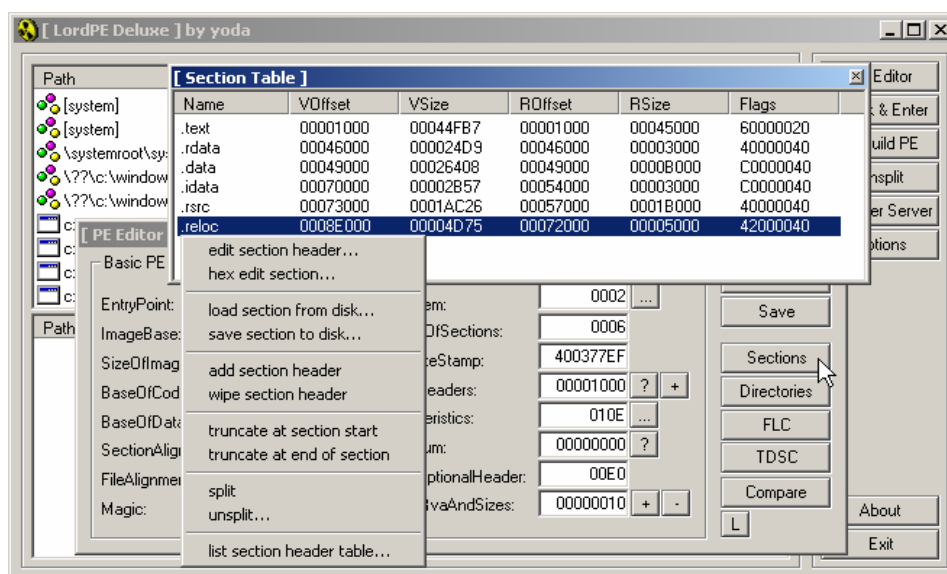 [ LordPE Deluxe ] by yoda
Path
[system]
[system]
\systemroot\sy
\??\c:\window
\??\c:\window
c:
c:
c:
c:
Path
[ Section Table ]
Name VOffset VSize ROffset RSize Flags
.text 00001000 00044FB7 00001000 00045000 60000020
.rdata 00046000 000024D9 00046000 00003000 40000040
.data 00049000 00026408 00049000 0000B000 C0000040
.idata 00070000 00002B57 00054000 00003000 C0000040
.rsrc 00073000 0001AC26 00057000 0001B000 40000040
.reloc 0008E000 00004D75 00072000 00005000 42000040
edit section header...
hex edit section...
load section from disk...
save section to disk...
add section header
wipe section header
truncate at section start
truncate at end of section
split
unsplit...
list section header table...
[ PE Editor
Basic PE
EntryPoint:
ImageBase:
SizeOfImag
BaseOfCod
BaseOfData
SectionAlig
FileAlignme
Magic:
em: 0002 ...
OfSections: 0006
eStamp: 400377EF
eaders: 00001000 ? +
eristics: 010E ...
um: 00000000 ?
ptionalHeader: 00E0
vaAndSizes: 00000010 + -
Save
Sections
Directories
FLC
TDSC
Compare
L
Editor
& Enter
uild PE
nsplit
er Server
ptions
About
Exit